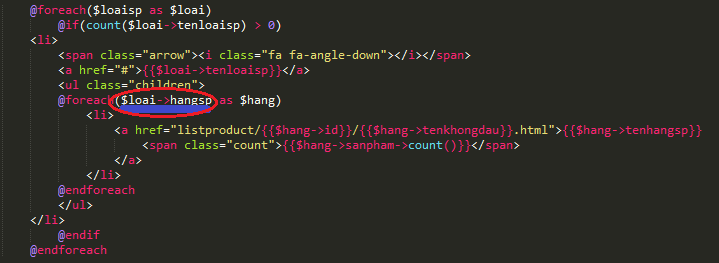 @foreach($loaisp as $loai)
@if(count($loai->tenloaisp) > 0)
<li>
<span class="arrow"><i class="fa fa-angle-down"></i></span>
<a href="#">{{$loai->tenloaisp}}</a>
<ul class="children">
@foreach($loai->hangsp as $hang)
<li>
<a href="listproduct/{{$hang->id}}/{{$hang->tenkhongdau}}.html">{{$hang->tenhangsp}}
<span class="count">{{$hang->sanpham->count()}}</span>
</a>
</li>
@endforeach
</ul>
</li>
@endif
@endforeach